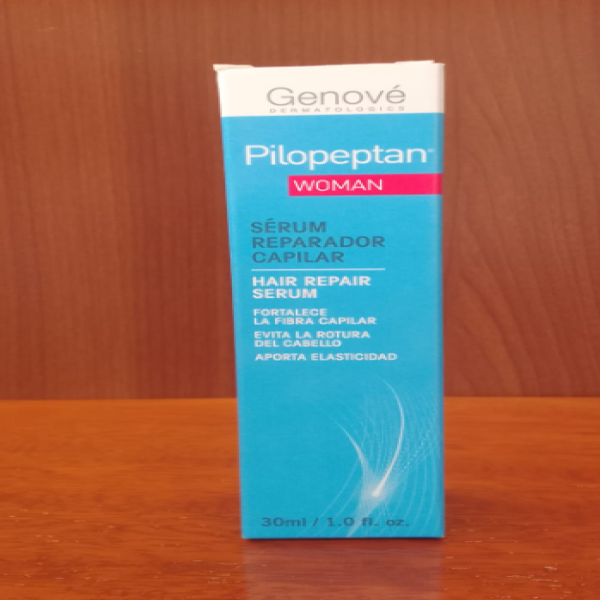 Genové
DERMATOLOGICS
Pilopeptan®
WOMAN
SÉRUM
REPARADOR
CAPILAR
HAIR REPAIR
SERUM
FORTALECE
LA FIBRA CAPILAR
EVITA LA ROTURA
DEL CABELLO
APORTA ELASTICIDAD
30ml / 1.0 fl. oz.